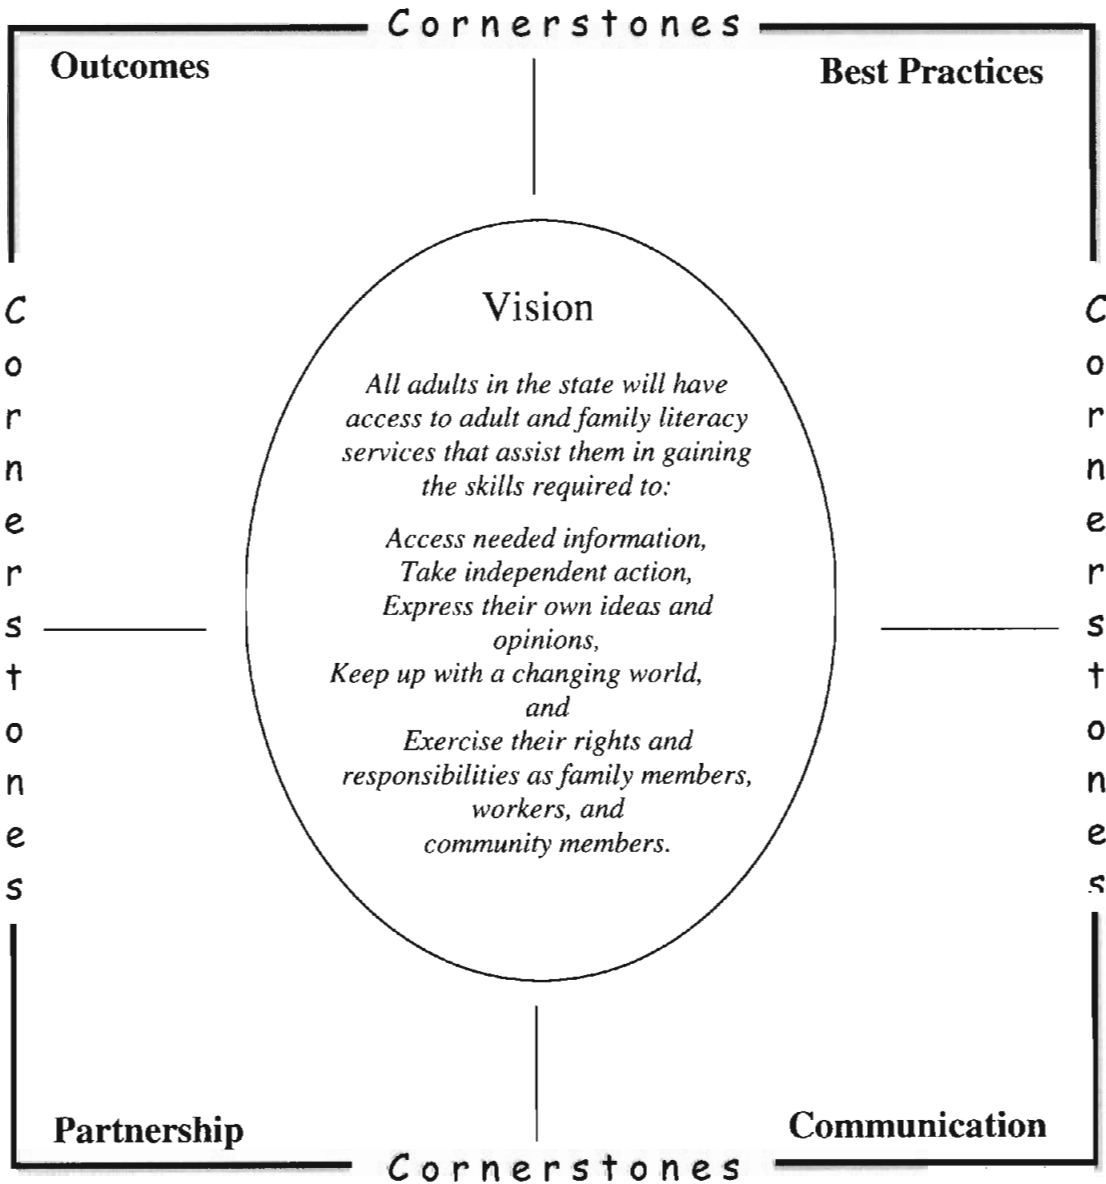 Cornerstones
Outcomes
Best Practices
Cornerstones
Cornerstones
Vision
All adults in the state will have
access to adult and family literacy
services that assist them in gaining
the skills required to:
Access needed information,
Take independent action,
Express their own ideas and
opinions,
Keep up with a changing world,
and
Exercise their rights and
responsibilities as family members,
workers, and
community members.
Partnership
Communication
Cornerstones